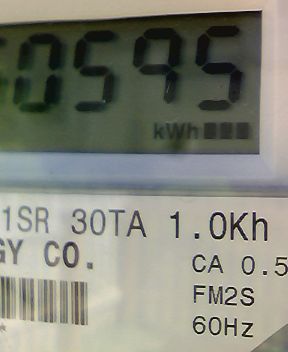 0595
kWh
1SR 30TA 1.0Kh
GY CO.
CA 0.5
FM2S
60Hz